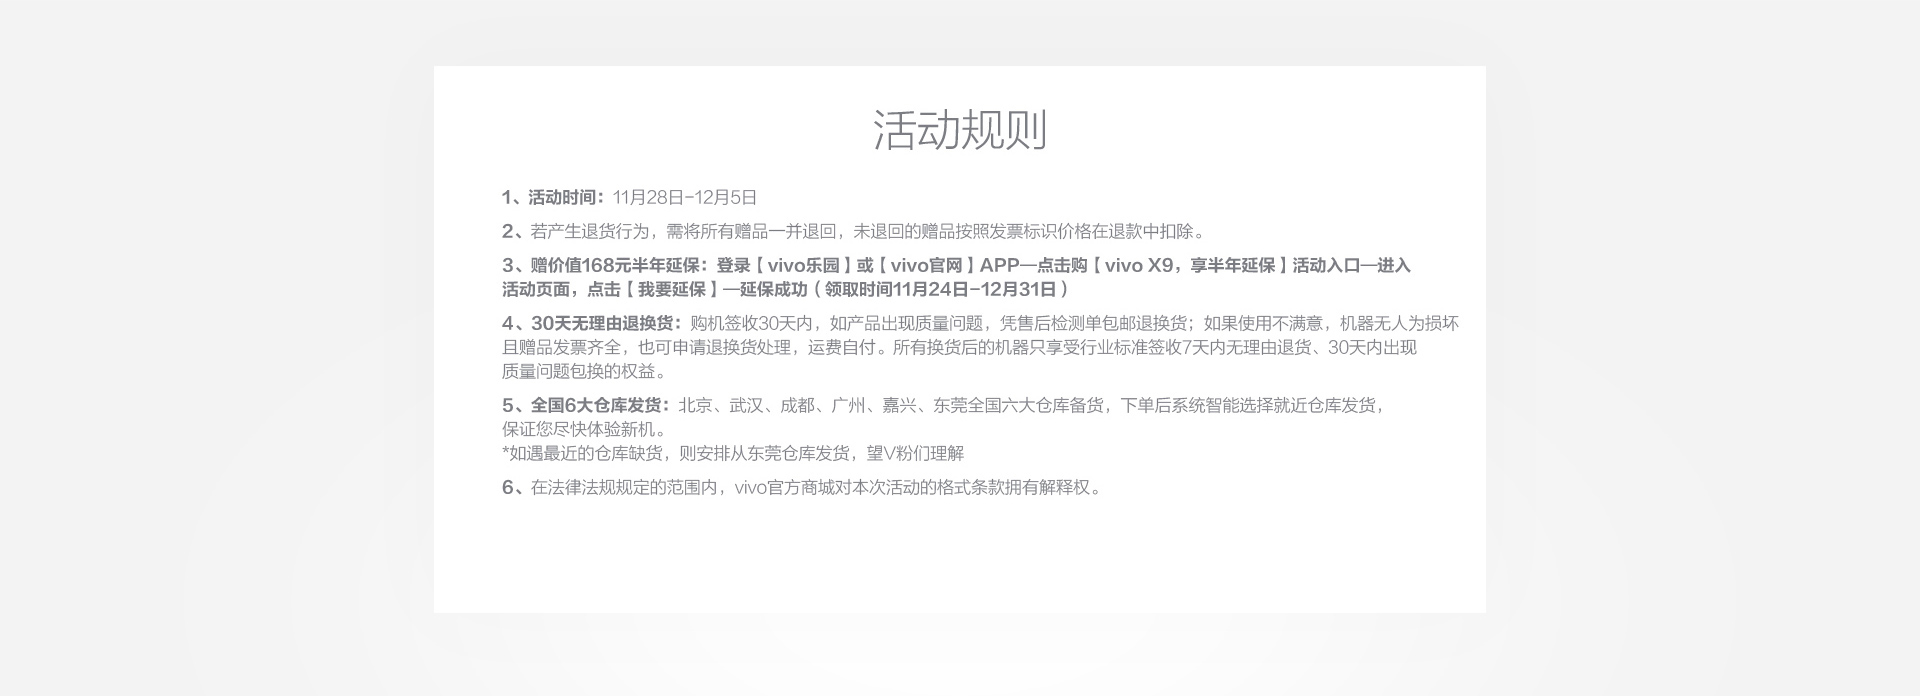 活动规则
1、活动时间：11月28日-12月5日
2、若产生退货行为，需将所有赠品一并退回，未退回的赠品按照发票标识价格在退款中扣除。
3、赠价值168元半年延保：登录【vivo乐园】或【vivo官网】APP—点击购【vivo X9，享半年延保】活动入口—进入
活动页面，点击【我要延保】—延保成功（领取时间11月24日-12月31日）
4、30天无理由退换货：购机签收30天内，如产品出现质量问题，凭售后检测单包邮退换货；如果使用不满意，机器无人为损坏
且赠品发票齐全，也可申请退换货处理，运费自付。所有换货后的机器只享受行业标准签收7天内无理由退货、30天内出现
质量问题包换的权益。
5、全国6大仓库发货：北京、武汉、成都、广州、嘉兴、东莞全国六大仓库备货，下单后系统智能选择就近仓库发货，
保证您尽快体验新机。
*如遇最近的仓库缺货，则安排从东莞仓库发货，望V粉们理解
6、在法律法规规定的范围内，vivo官方商城对本次活动的格式条款拥有解释权。